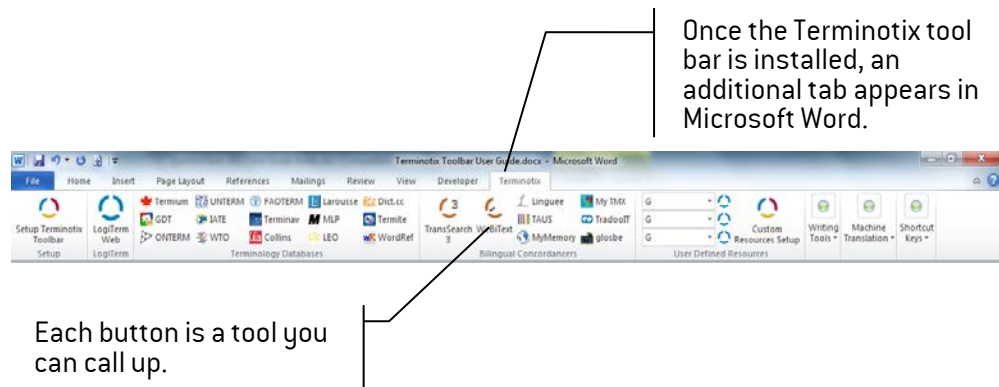 Once the Terminotix tool
bar is installed, an
additional tab appears in
Microsoft Word.
Terminotix Toolbar User Guide.docx - Microsoft Word
File Home Insert Page Layout References Mailings Review View Developer Terminotix
Termium UNTERM FAOTERM Larousse Dict.cc Linguee My TMX G
GDT IATE Terminav MLP Termite TAUS TradooIT
ONTERM WTO Collins LEO WordRef MyMemory glosbe G
Setup Terminotix Toolbar
LogiTerm Web
TransSearch 3
WeBiText
Custom Resources Setup
Writing Tools
Machine Translation
Shortcut Keys
Setup LogiTerm Terminology Databases Bilingual Concordancers User Defined Resources
Each button is a tool you
can call up.